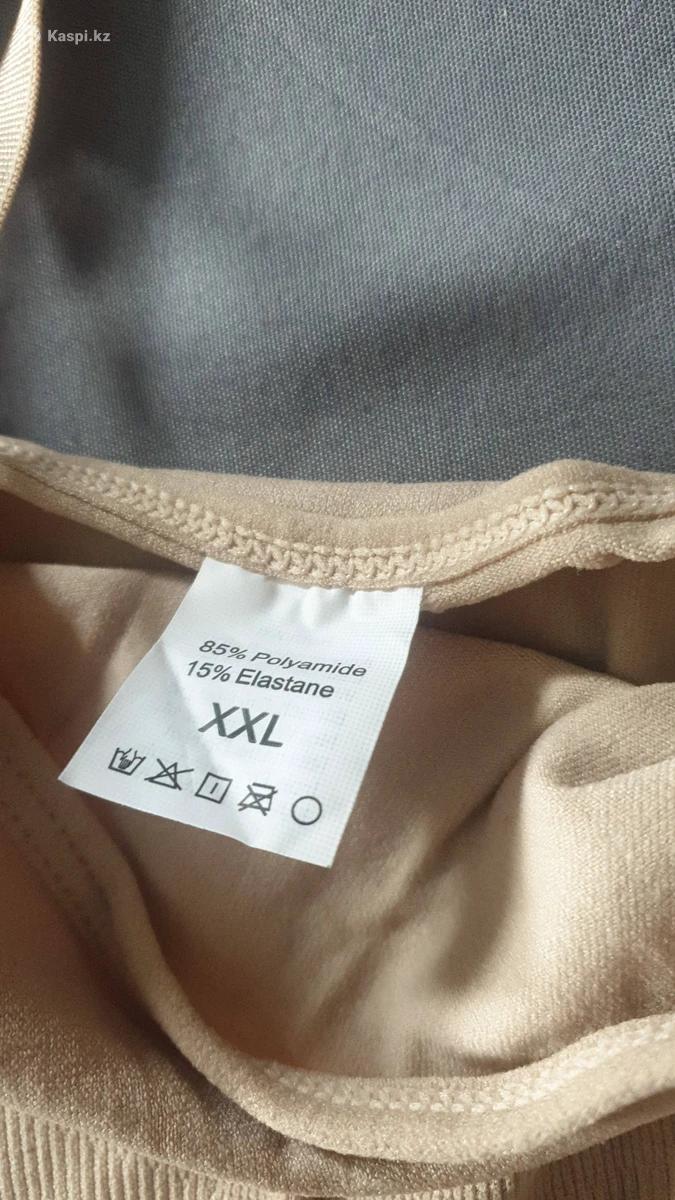 Kaspi.kz
85% Polyamide
15% Elastane
XXL